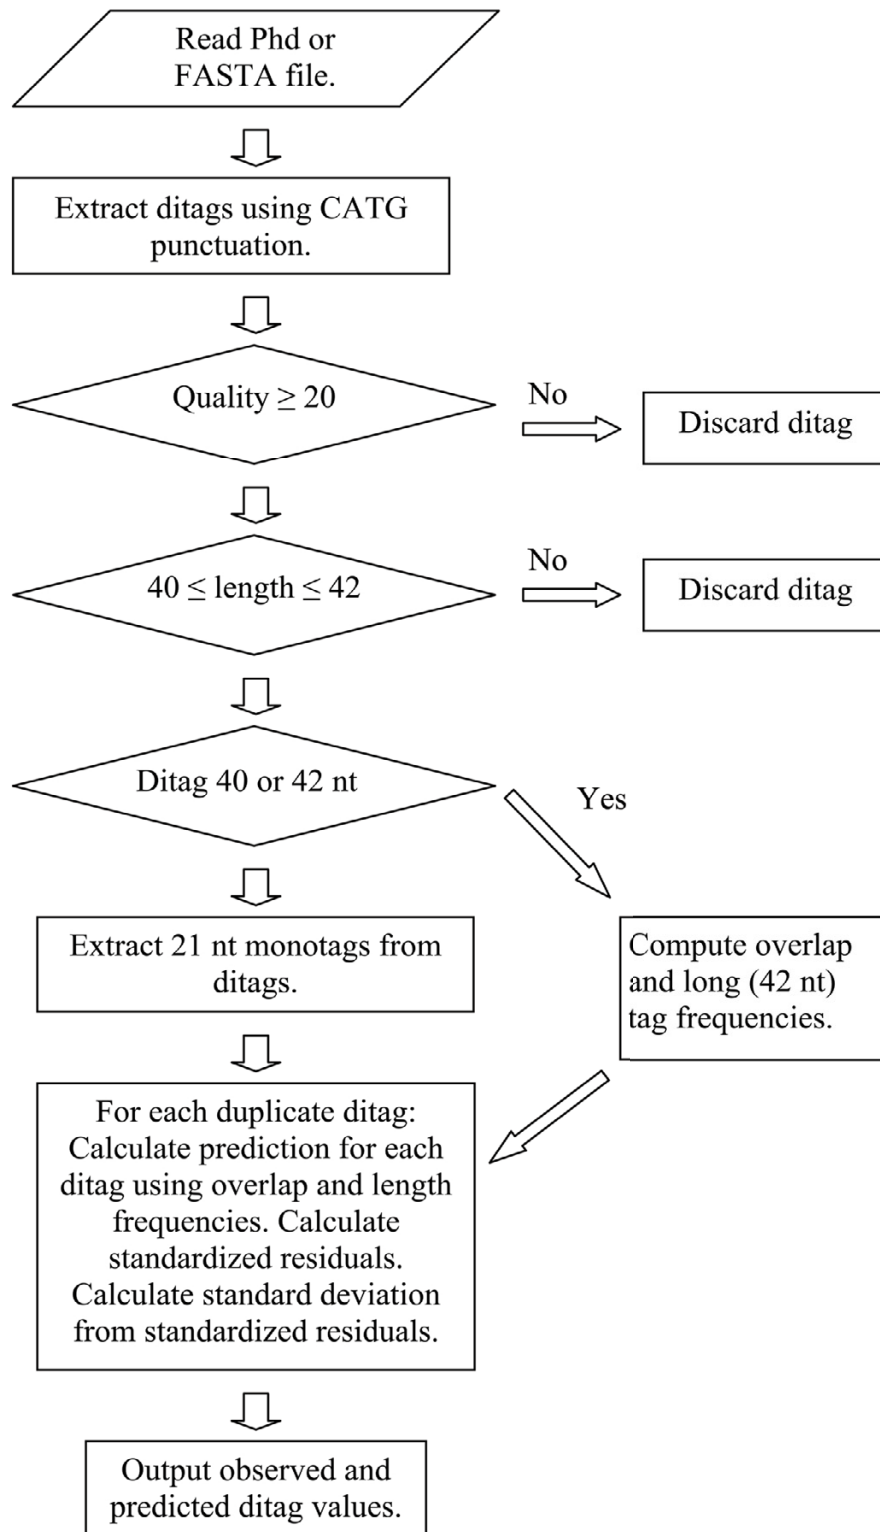 Read Phd or
FASTA file.
Extract ditags using CATG
punctuation.
Quality ≥ 20
No
Discard ditag
40 ≤ length ≤ 42
No
Discard ditag
Ditag 40 or 42 nt
Yes
Extract 21 nt monotags from
ditags.
Compute overlap
and long (42 nt)
tag frequencies.
For each duplicate ditag:
Calculate prediction for each
ditag using overlap and length
frequencies. Calculate
standardized residuals.
Calculate standard deviation
from standardized residuals.
Output observed and
predicted ditag values.